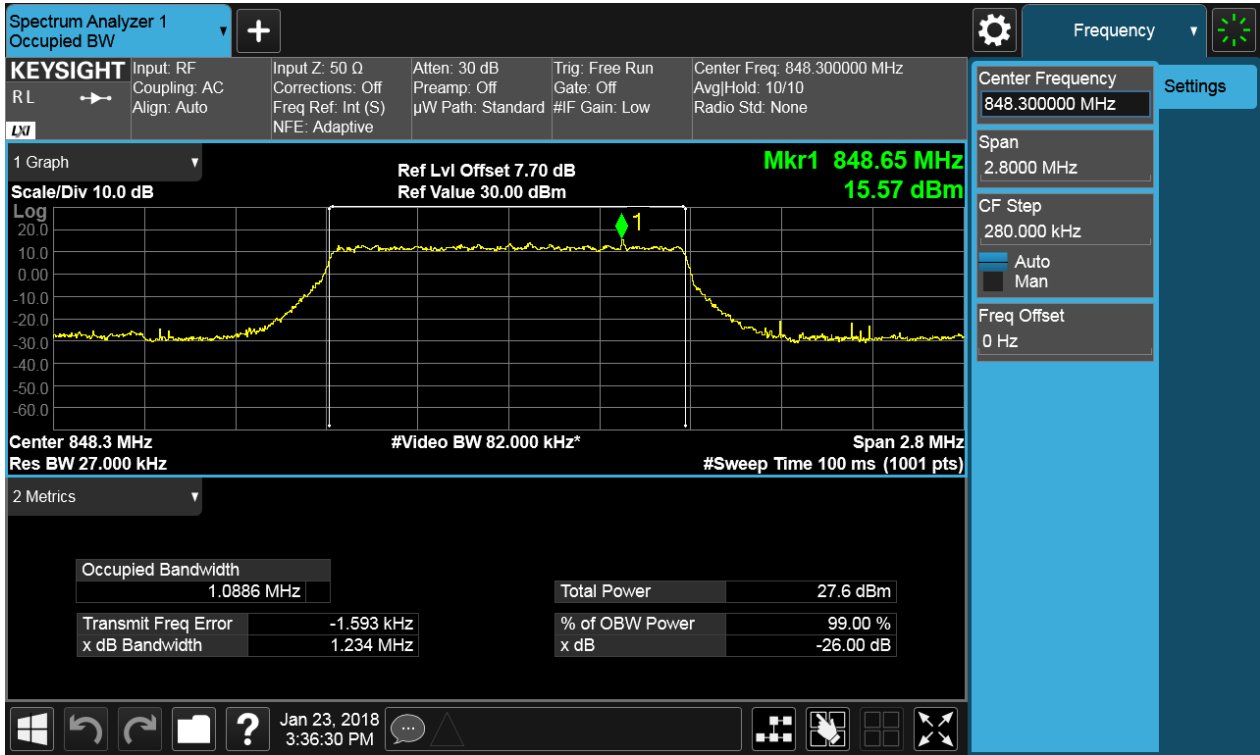 Spectrum Analyzer 1
Occupied BW
Frequency
KEYSIGHT
RL
LXI
Input: RF
Coupling: AC
Align: Auto
Input Z: 50 Ω
Corrections: Off
Freq Ref: Int (S)
NFE: Adaptive
Atten: 30 dB
Preamp: Off
µW Path: Standard
Trig: Free Run
Gate: Off
#IF Gain: Low
Center Freq: 848.300000 MHz
Avg|Hold: 10/10
Radio Std: None
Center Frequency
848.300000 MHz
Settings
Span
2.8000 MHz
CF Step
280.000 kHz
Auto
Man
Freq Offset
0 Hz
1 Graph
Scale/Div 10.0 dB
Ref Lvl Offset 7.70 dB
Ref Value 30.00 dBm
Mkr1 848.65 MHz
15.57 dBm
Log
1
20.0
10.0
0.00
-10.0
-20.0
-30.0
-40.0
-50.0
-60.0
Center 848.3 MHz
Res BW 27.000 kHz
#Video BW 82.000 kHz*
Span 2.8 MHz
#Sweep Time 100 ms (1001 pts)
2 Metrics
Occupied Bandwidth
1.0886 MHz
Transmit Freq Error -1.593 kHz
x dB Bandwidth 1.234 MHz
Total Power 27.6 dBm
% of OBW Power 99.00 %
x dB -26.00 dB
?
Jan 23, 2018
3:36:30 PM